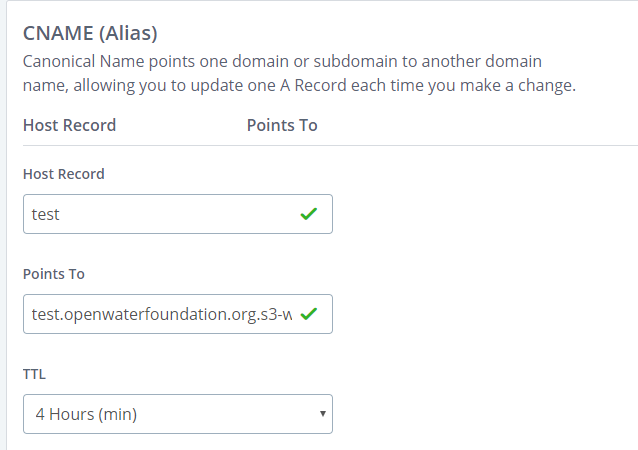 CNAME (Alias)
Canonical Name points one domain or subdomain to another domain
name, allowing you to update one A Record each time you make a change.
Host Record Points To
Host Record
test
Points To
test.openwaterfoundation.org.s3-w
TTL
4 Hours (min)